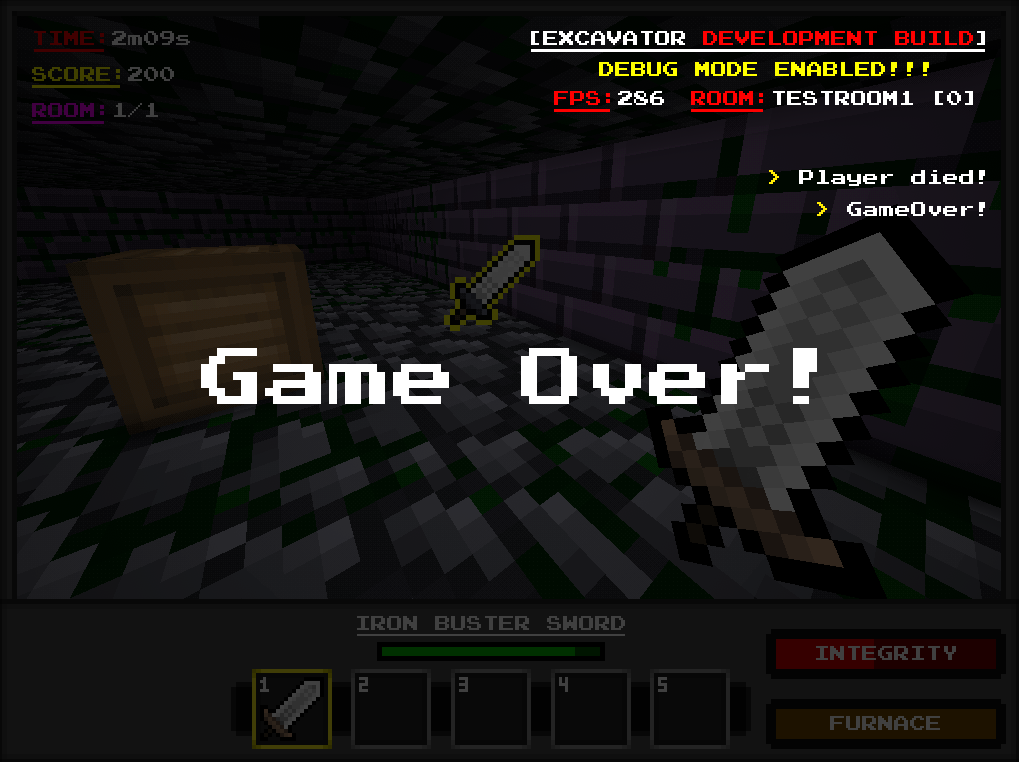 TIME: 2m09s
SCORE: 200
ROOM: 1/1
[EXCAVATOR DEVELOPMENT BUILD]
DEBUG MODE ENABLED!!!
FPS: 286 ROOM: TESTROOM1 [0]
> Player died!
> GameOver!
Game Over!
IRON BUSTER SWORD
1 2 3 4 5
INTEGRITY
FURNACE